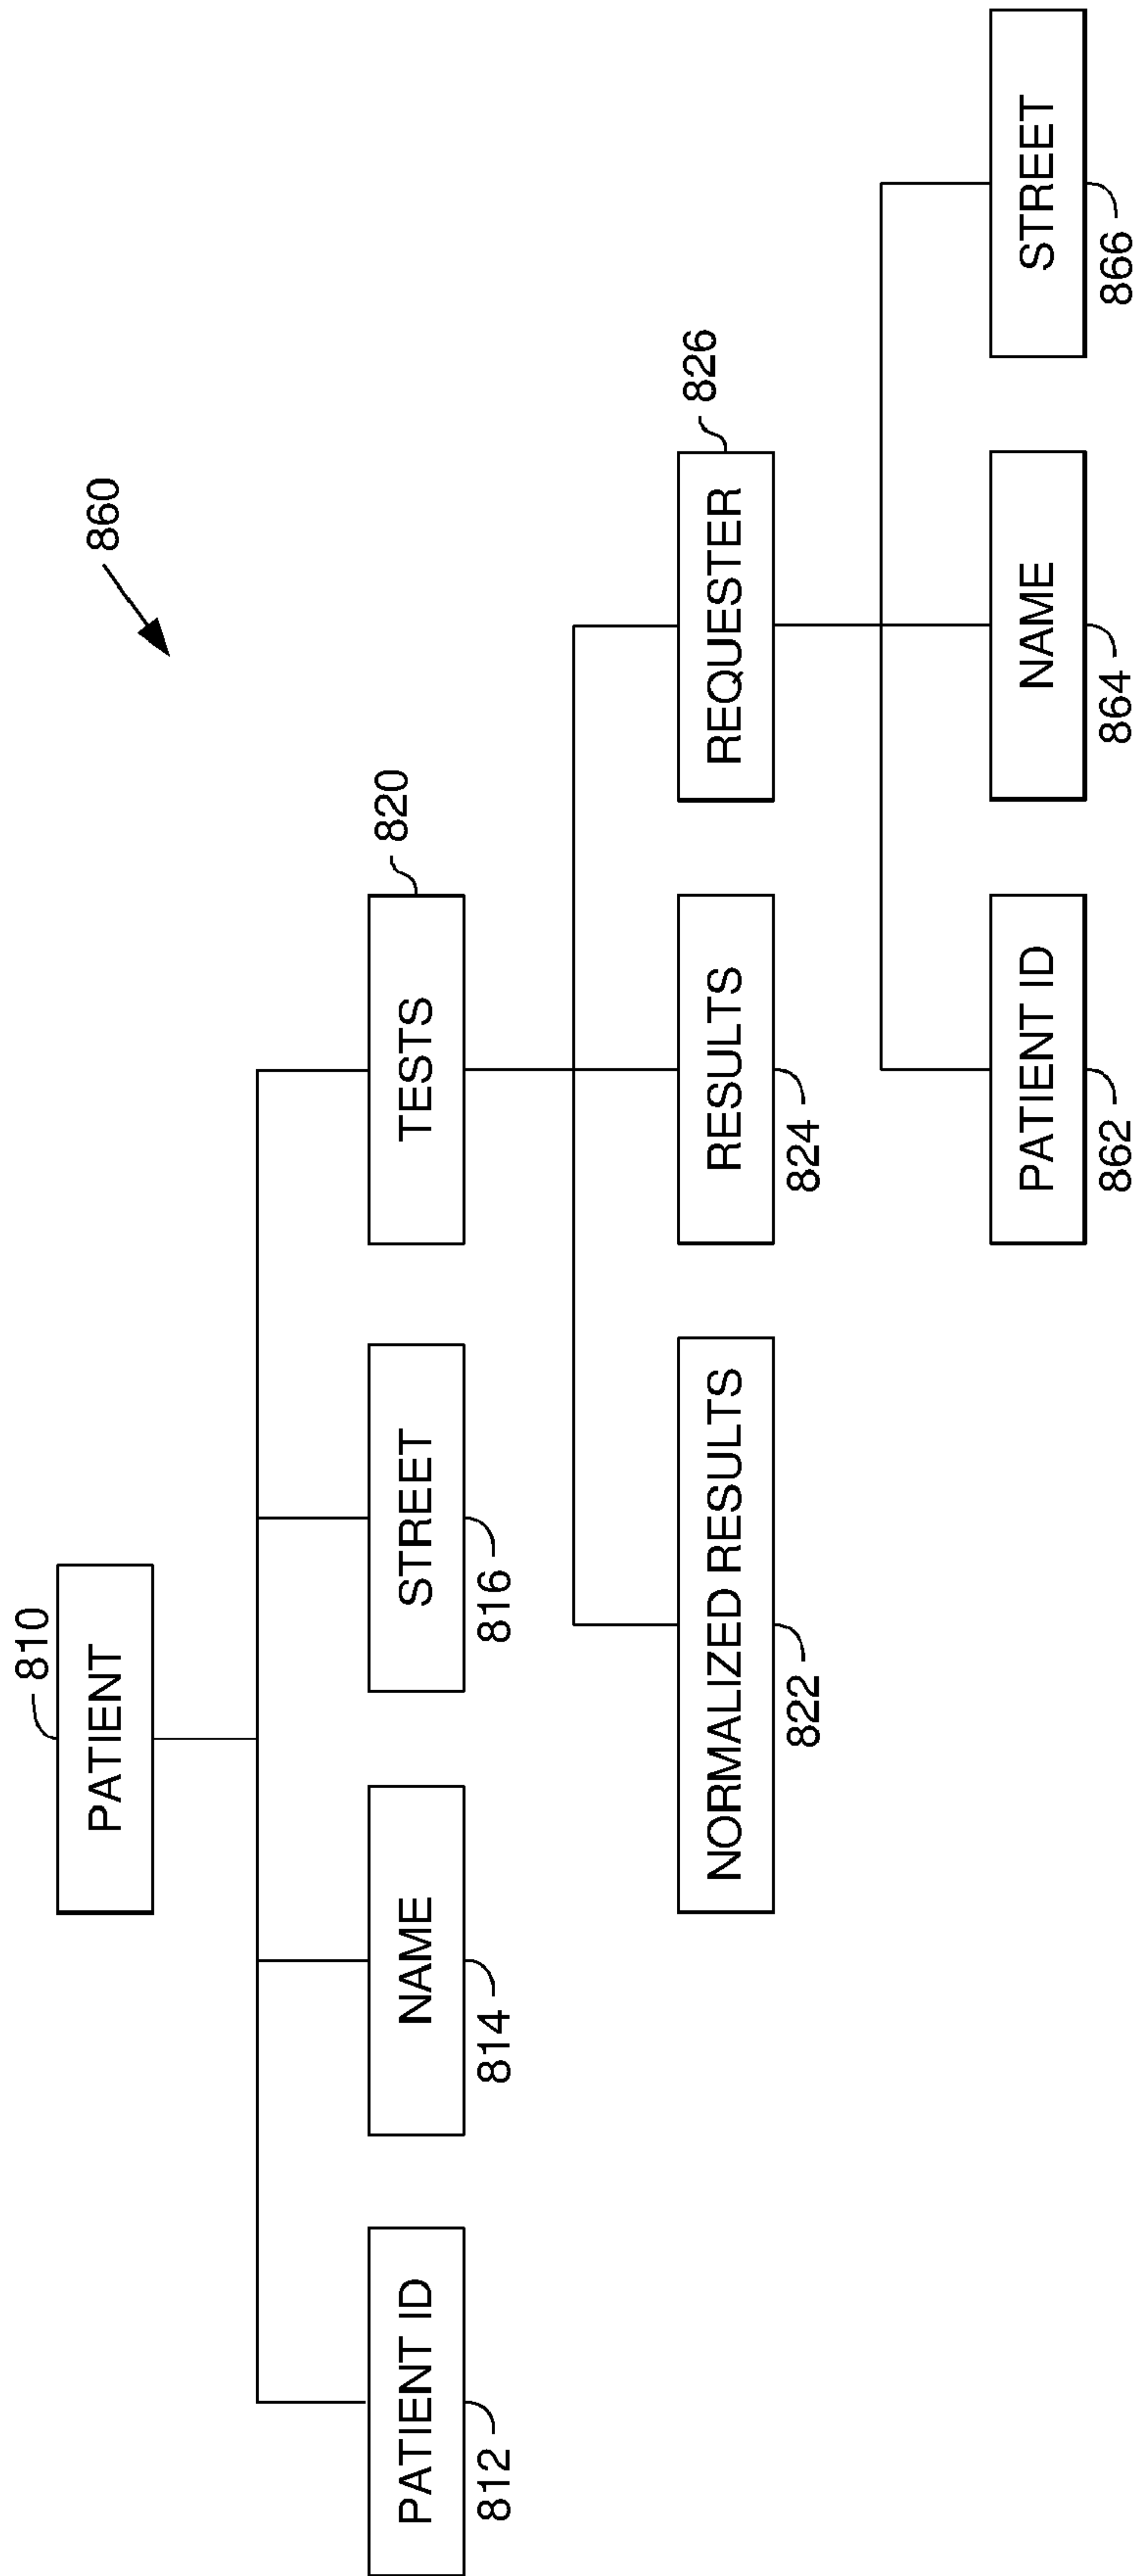 860
810
PATIENT
PATIENT ID
812
NAME
814
STREET
816
TESTS
820
NORMALIZED RESULTS
822
RESULTS
824
REQUESTER
826
PATIENT ID
862
NAME
864
STREET
866